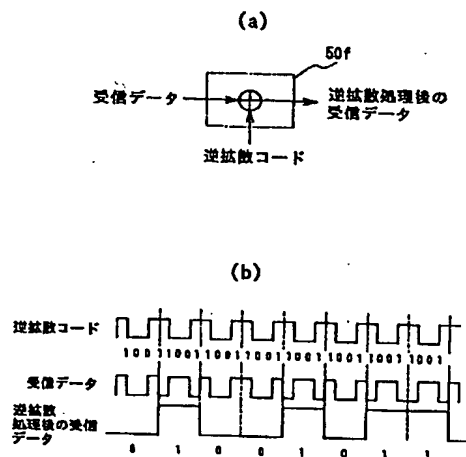 (a)
50f
受信データ
逆拡散処理後の
受信データ
逆拡散コード
(b)
逆拡散コード
1001 1001 1001 1001 1001 1001 1001 1001
受信データ
逆拡散
処理後の受信
データ
0 1 0 0 1 0 1 1